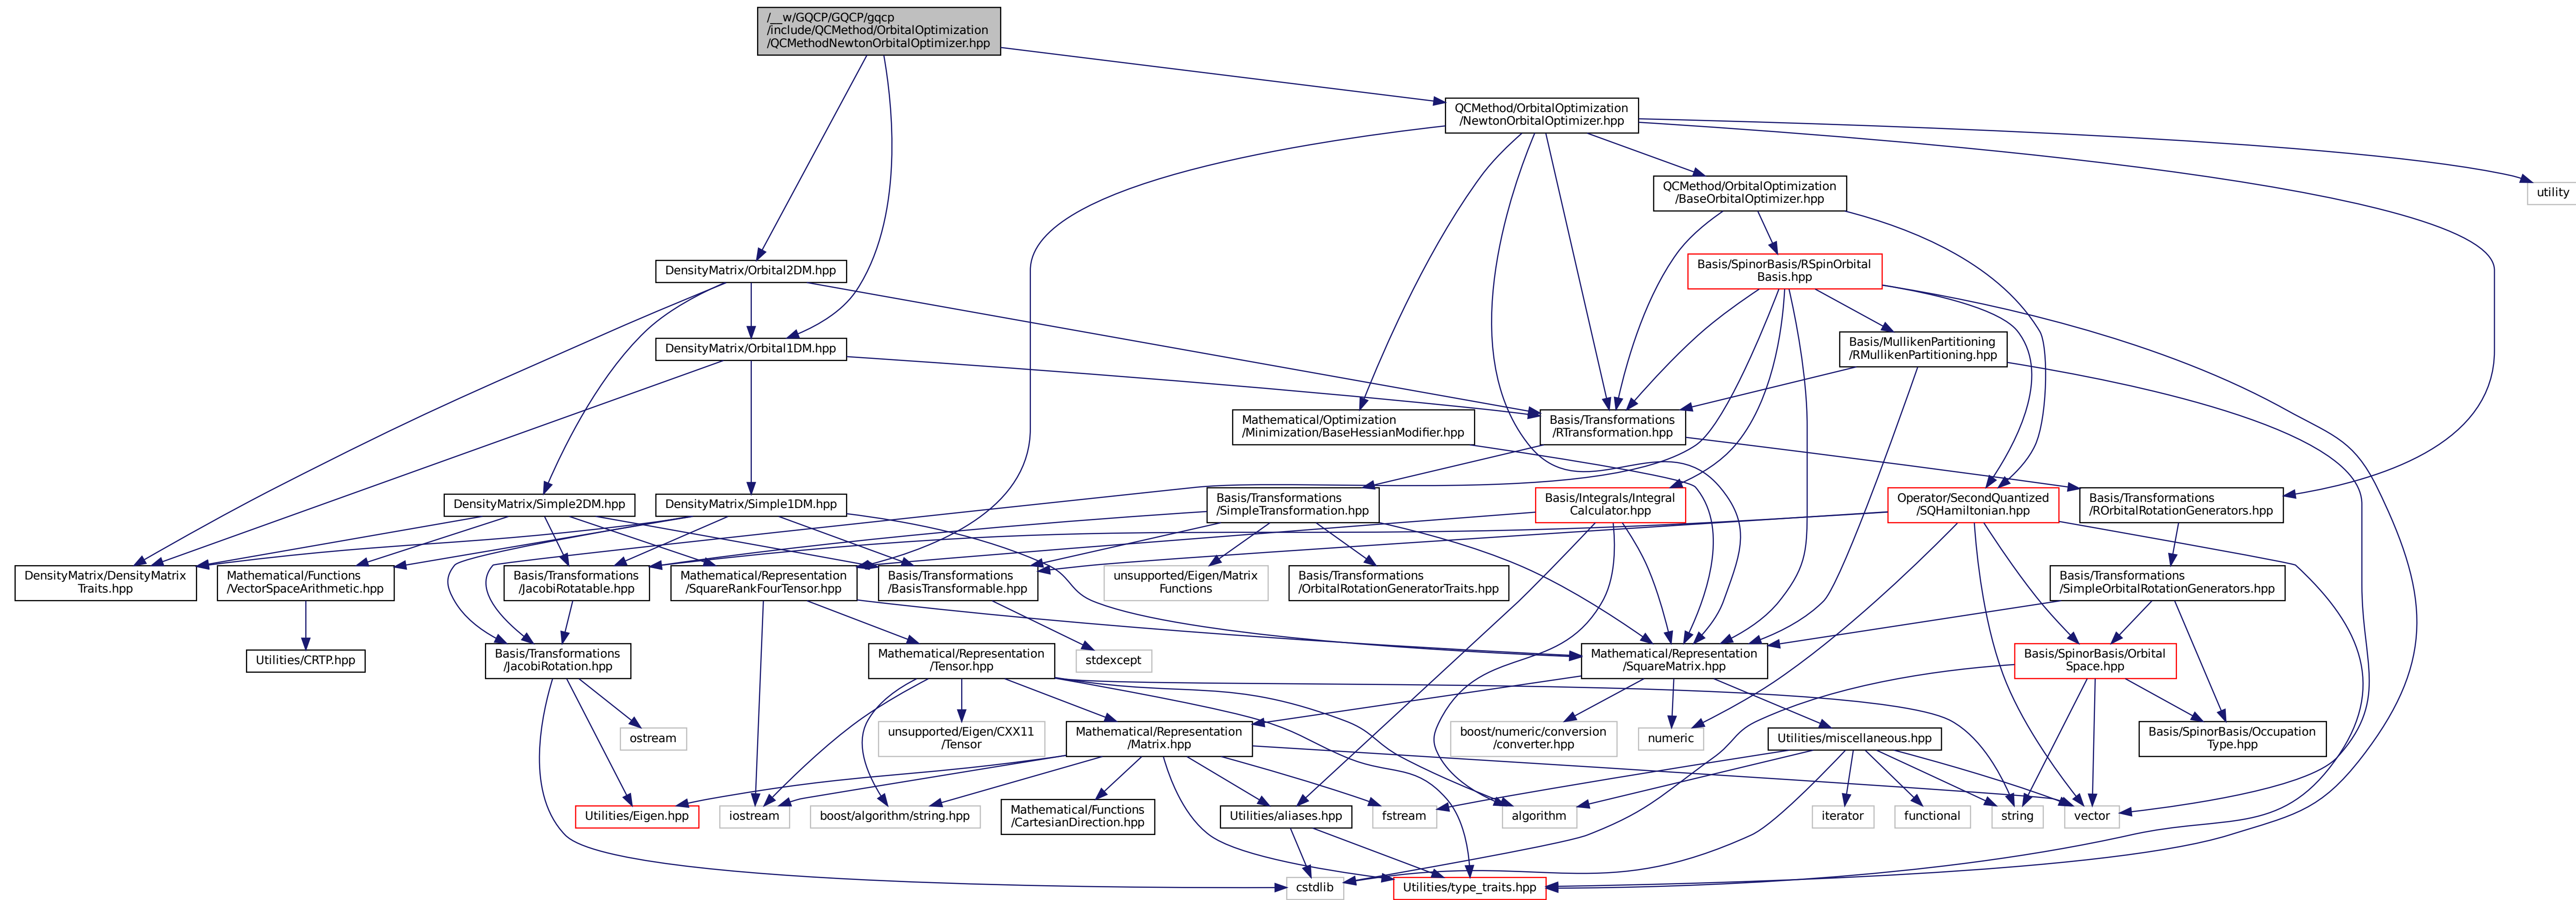 /__w/GQCP/GQCP/gqcp
/include/QCMethod/OrbitalOptimization
/QCMethodNewtonOrbitalOptimizer.hpp
QCMethod/OrbitalOptimization
/NewtonOrbitalOptimizer.hpp
QCMethod/OrbitalOptimization
/BaseOrbitalOptimizer.hpp
utility
DensityMatrix/Orbital2DM.hpp
Basis/SpinorBasis/RSpinOrbital
Basis.hpp
DensityMatrix/Orbital1DM.hpp
Basis/MullikenPartitioning
/RMullikenPartitioning.hpp
Mathematical/Optimization
/Minimization/BaseHessianModifier.hpp
Basis/Transformations
/RTransformation.hpp
DensityMatrix/Simple2DM.hpp
DensityMatrix/Simple1DM.hpp
Basis/Transformations
/SimpleTransformation.hpp
Basis/Integrals/Integral
Calculator.hpp
Operator/SecondQuantized
/SQHamiltonian.hpp
Basis/Transformations
/ROrbitalRotationGenerators.hpp
DensityMatrix/DensityMatrix
Traits.hpp
Mathematical/Functions
/VectorSpaceArithmetic.hpp
Basis/Transformations
/JacobiRotatable.hpp
Mathematical/Representation
/SquareRankFourTensor.hpp
Basis/Transformations
/BasisTransformable.hpp
unsupported/Eigen/Matrix
Functions
Basis/Transformations
/OrbitalRotationGeneratorTraits.hpp
Basis/Transformations
/SimpleOrbitalRotationGenerators.hpp
Utilities/CRTP.hpp
Basis/Transformations
/JacobiRotation.hpp
Mathematical/Representation
/Tensor.hpp
stdexcept
Mathematical/Representation
/SquareMatrix.hpp
Basis/SpinorBasis/Orbital
Space.hpp
ostream
unsupported/Eigen/CXX11
/Tensor
Mathematical/Representation
/Matrix.hpp
boost/numeric/conversion
/converter.hpp
numeric
Utilities/miscellaneous.hpp
Basis/SpinorBasis/Occupation
Type.hpp
Utilities/Eigen.hpp
iostream
boost/algorithm/string.hpp
Mathematical/Functions
/CartesianDirection.hpp
Utilities/aliases.hpp
fstream
algorithm
iterator
functional
string
vector
cstdlib
Utilities/type_traits.hpp